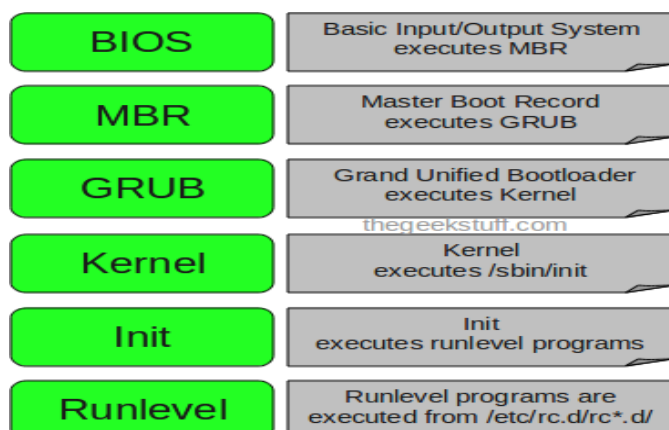 BIOS
Basic Input/Output System
executes MBR
MBR
Master Boot Record
executes GRUB
GRUB
Grand Unified Bootloader
executes Kernel
thegeekstuff.com
Kernel
Kernel
executes /sbin/init
Init
Init
executes runlevel programs
Runlevel
Runlevel programs are
executed from /etc/rc.d/rc*.d/